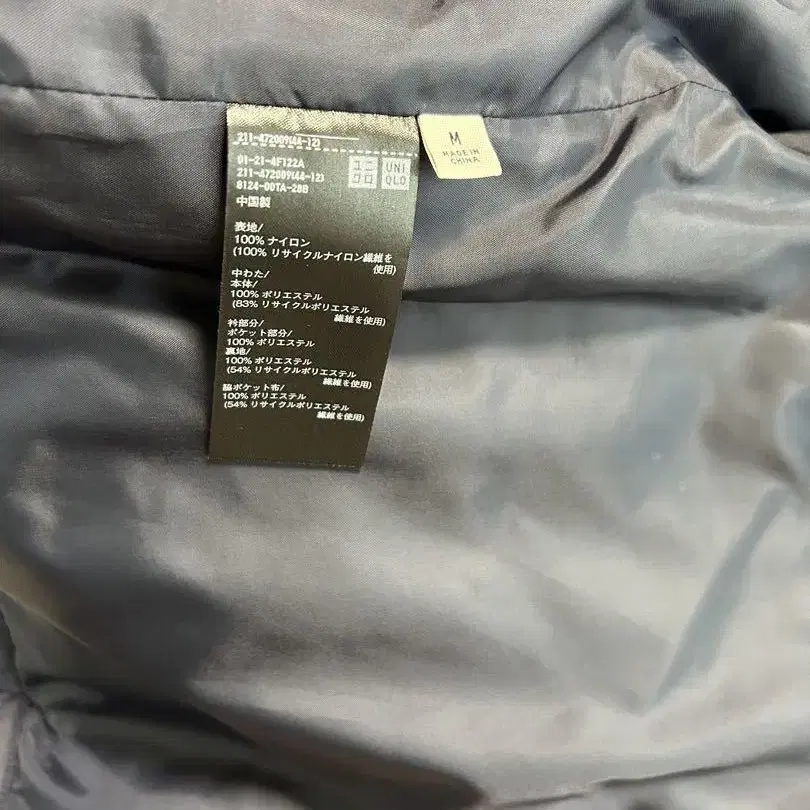 211-472009(44-12)
01-21-4F122A
211-472009(44-12)
8124-00TA-28B
ユニクロ
UNIQLO
中国製
表地/
100% ナイロン
(100% リサイクルナイロン繊維を
使用)
中わた/
本体/
100% ポリエステル
(83% リサイクルポリエステル
繊維を使用)
衿部分/
ポケット部分/
100% ポリエステル
裏地/
100% ポリエステル
(54% リサイクルポリエステル
繊維を使用)
脇ポケット布/
100% ポリエステル
(54% リサイクルポリエステル
繊維を使用)
M
MADE IN
CHINA